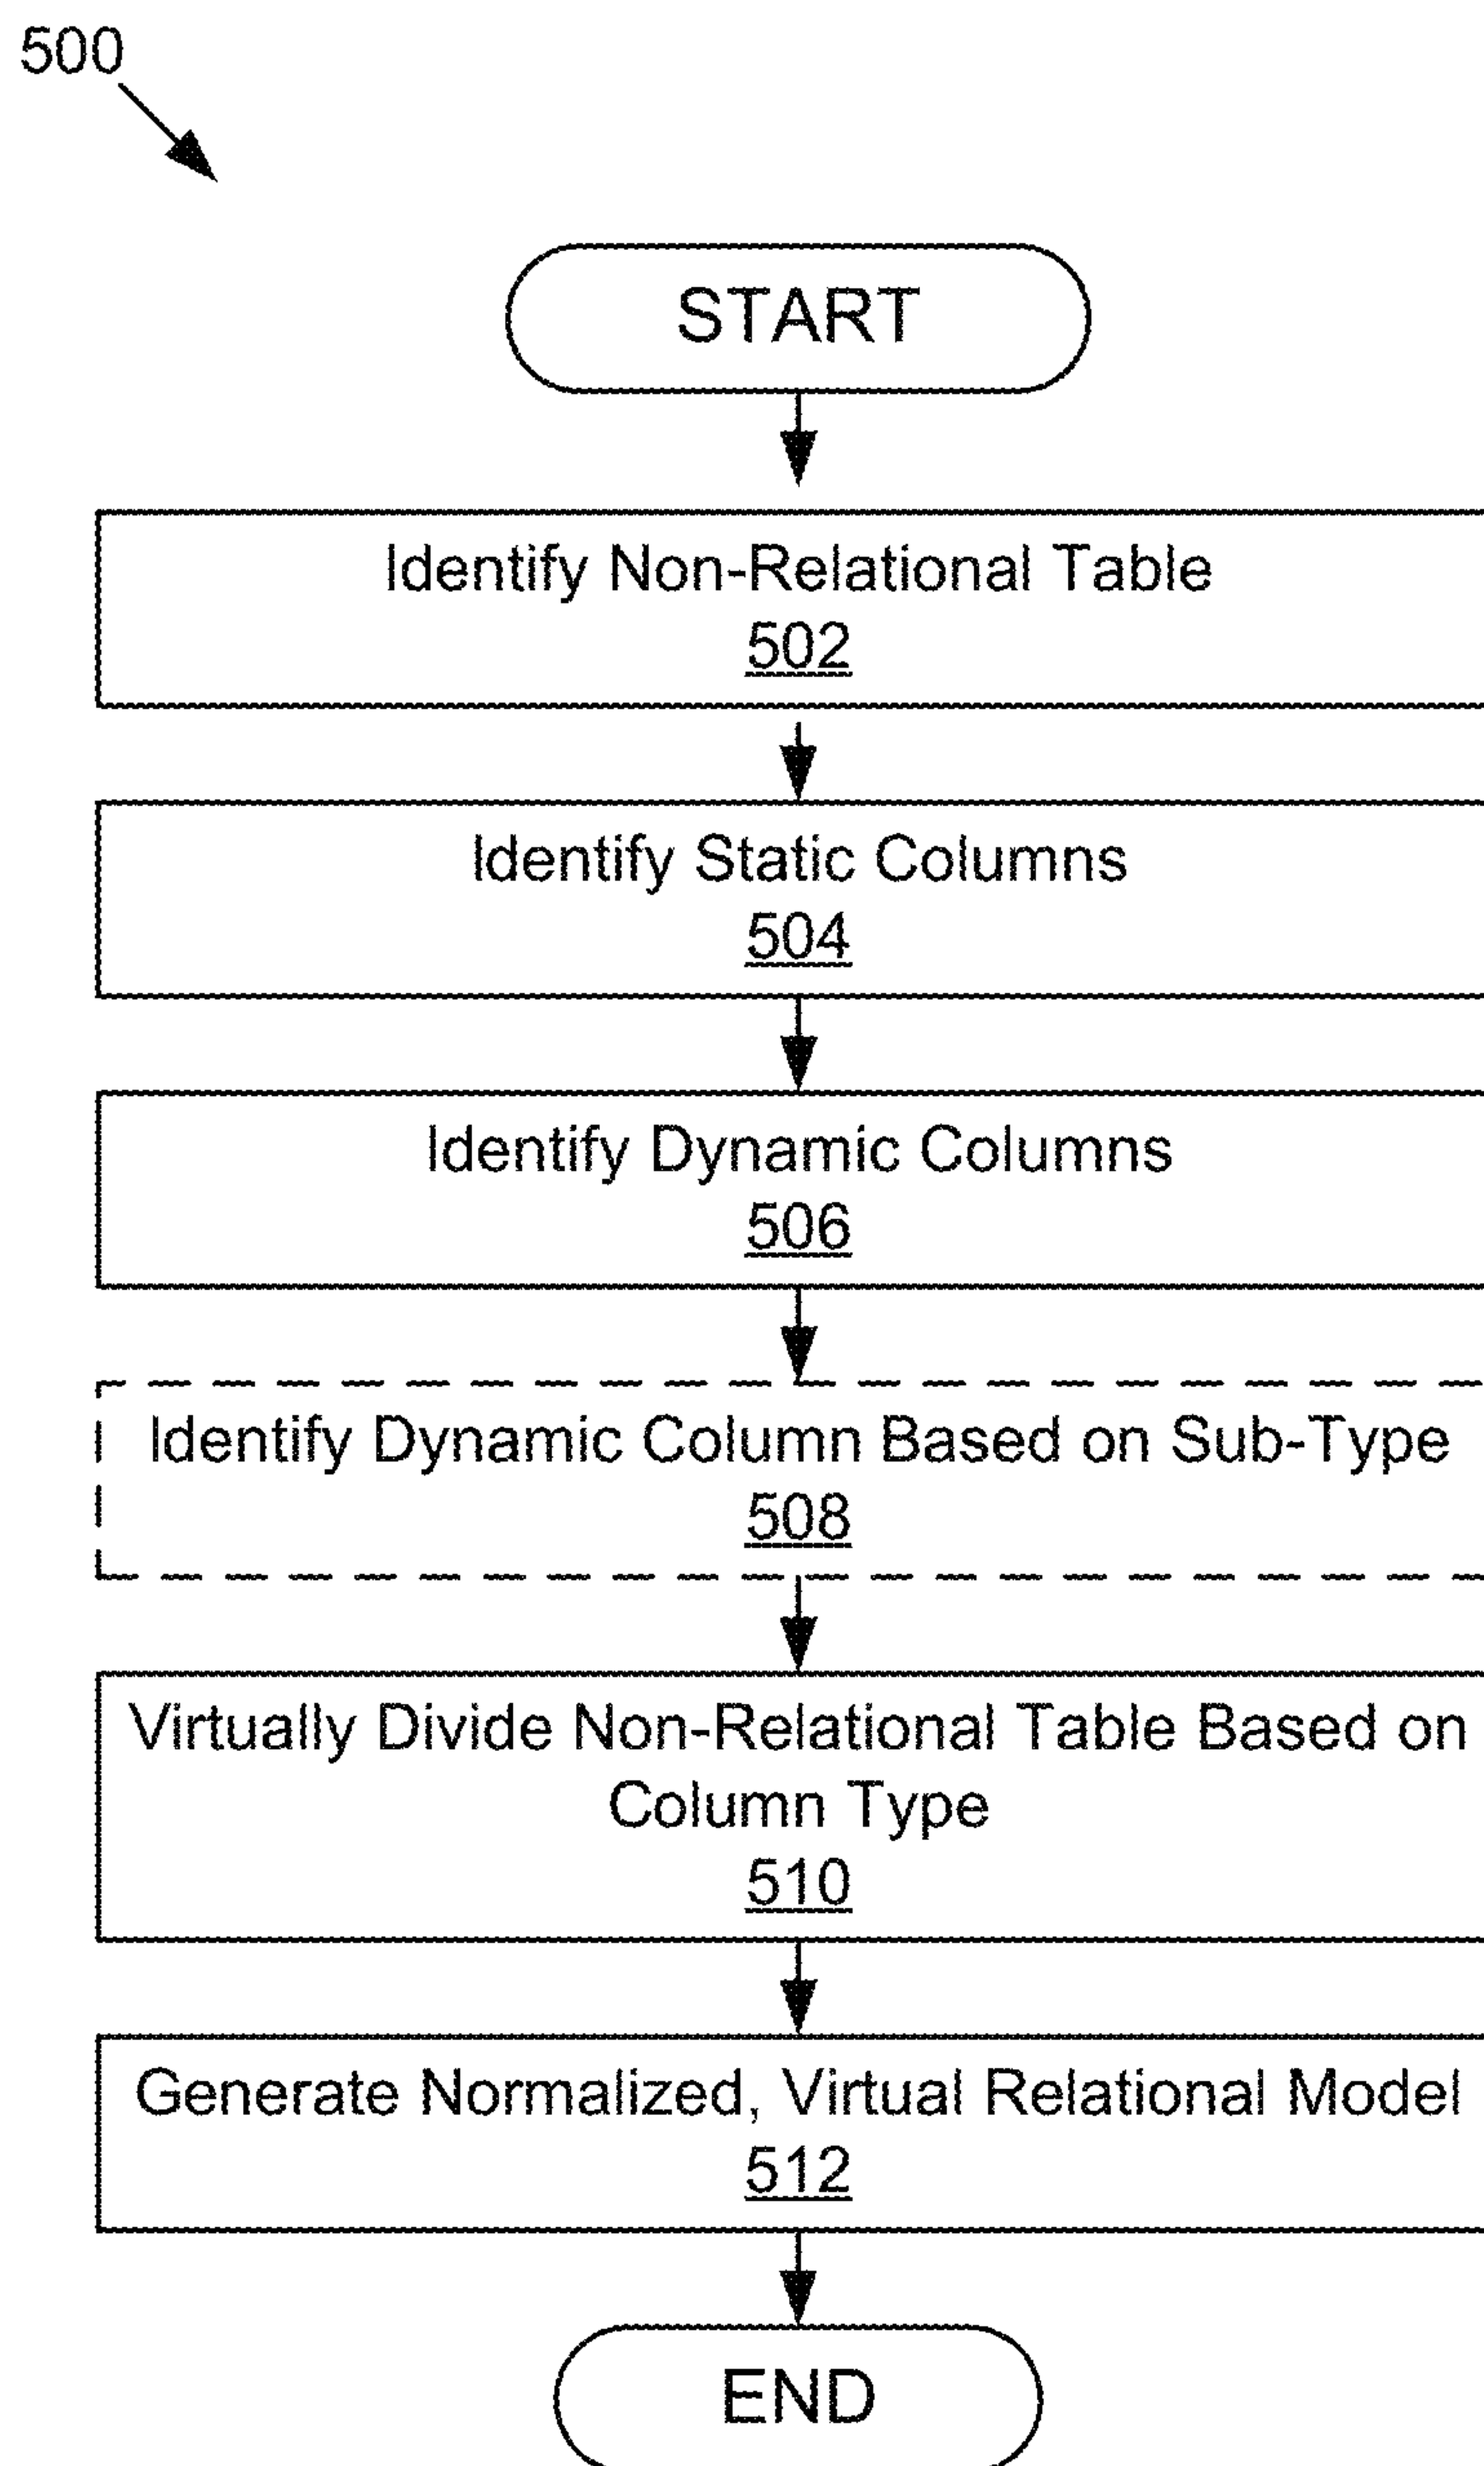 500
START
Identify Non-Relational Table
502
Identify Static Columns
504
Identify Dynamic Columns
506
Identify Dynamic Column Based on Sub-Type
508
Virtually Divide Non-Relational Table Based on
Column Type
510
Generate Normalized, Virtual Relational Model
512
END